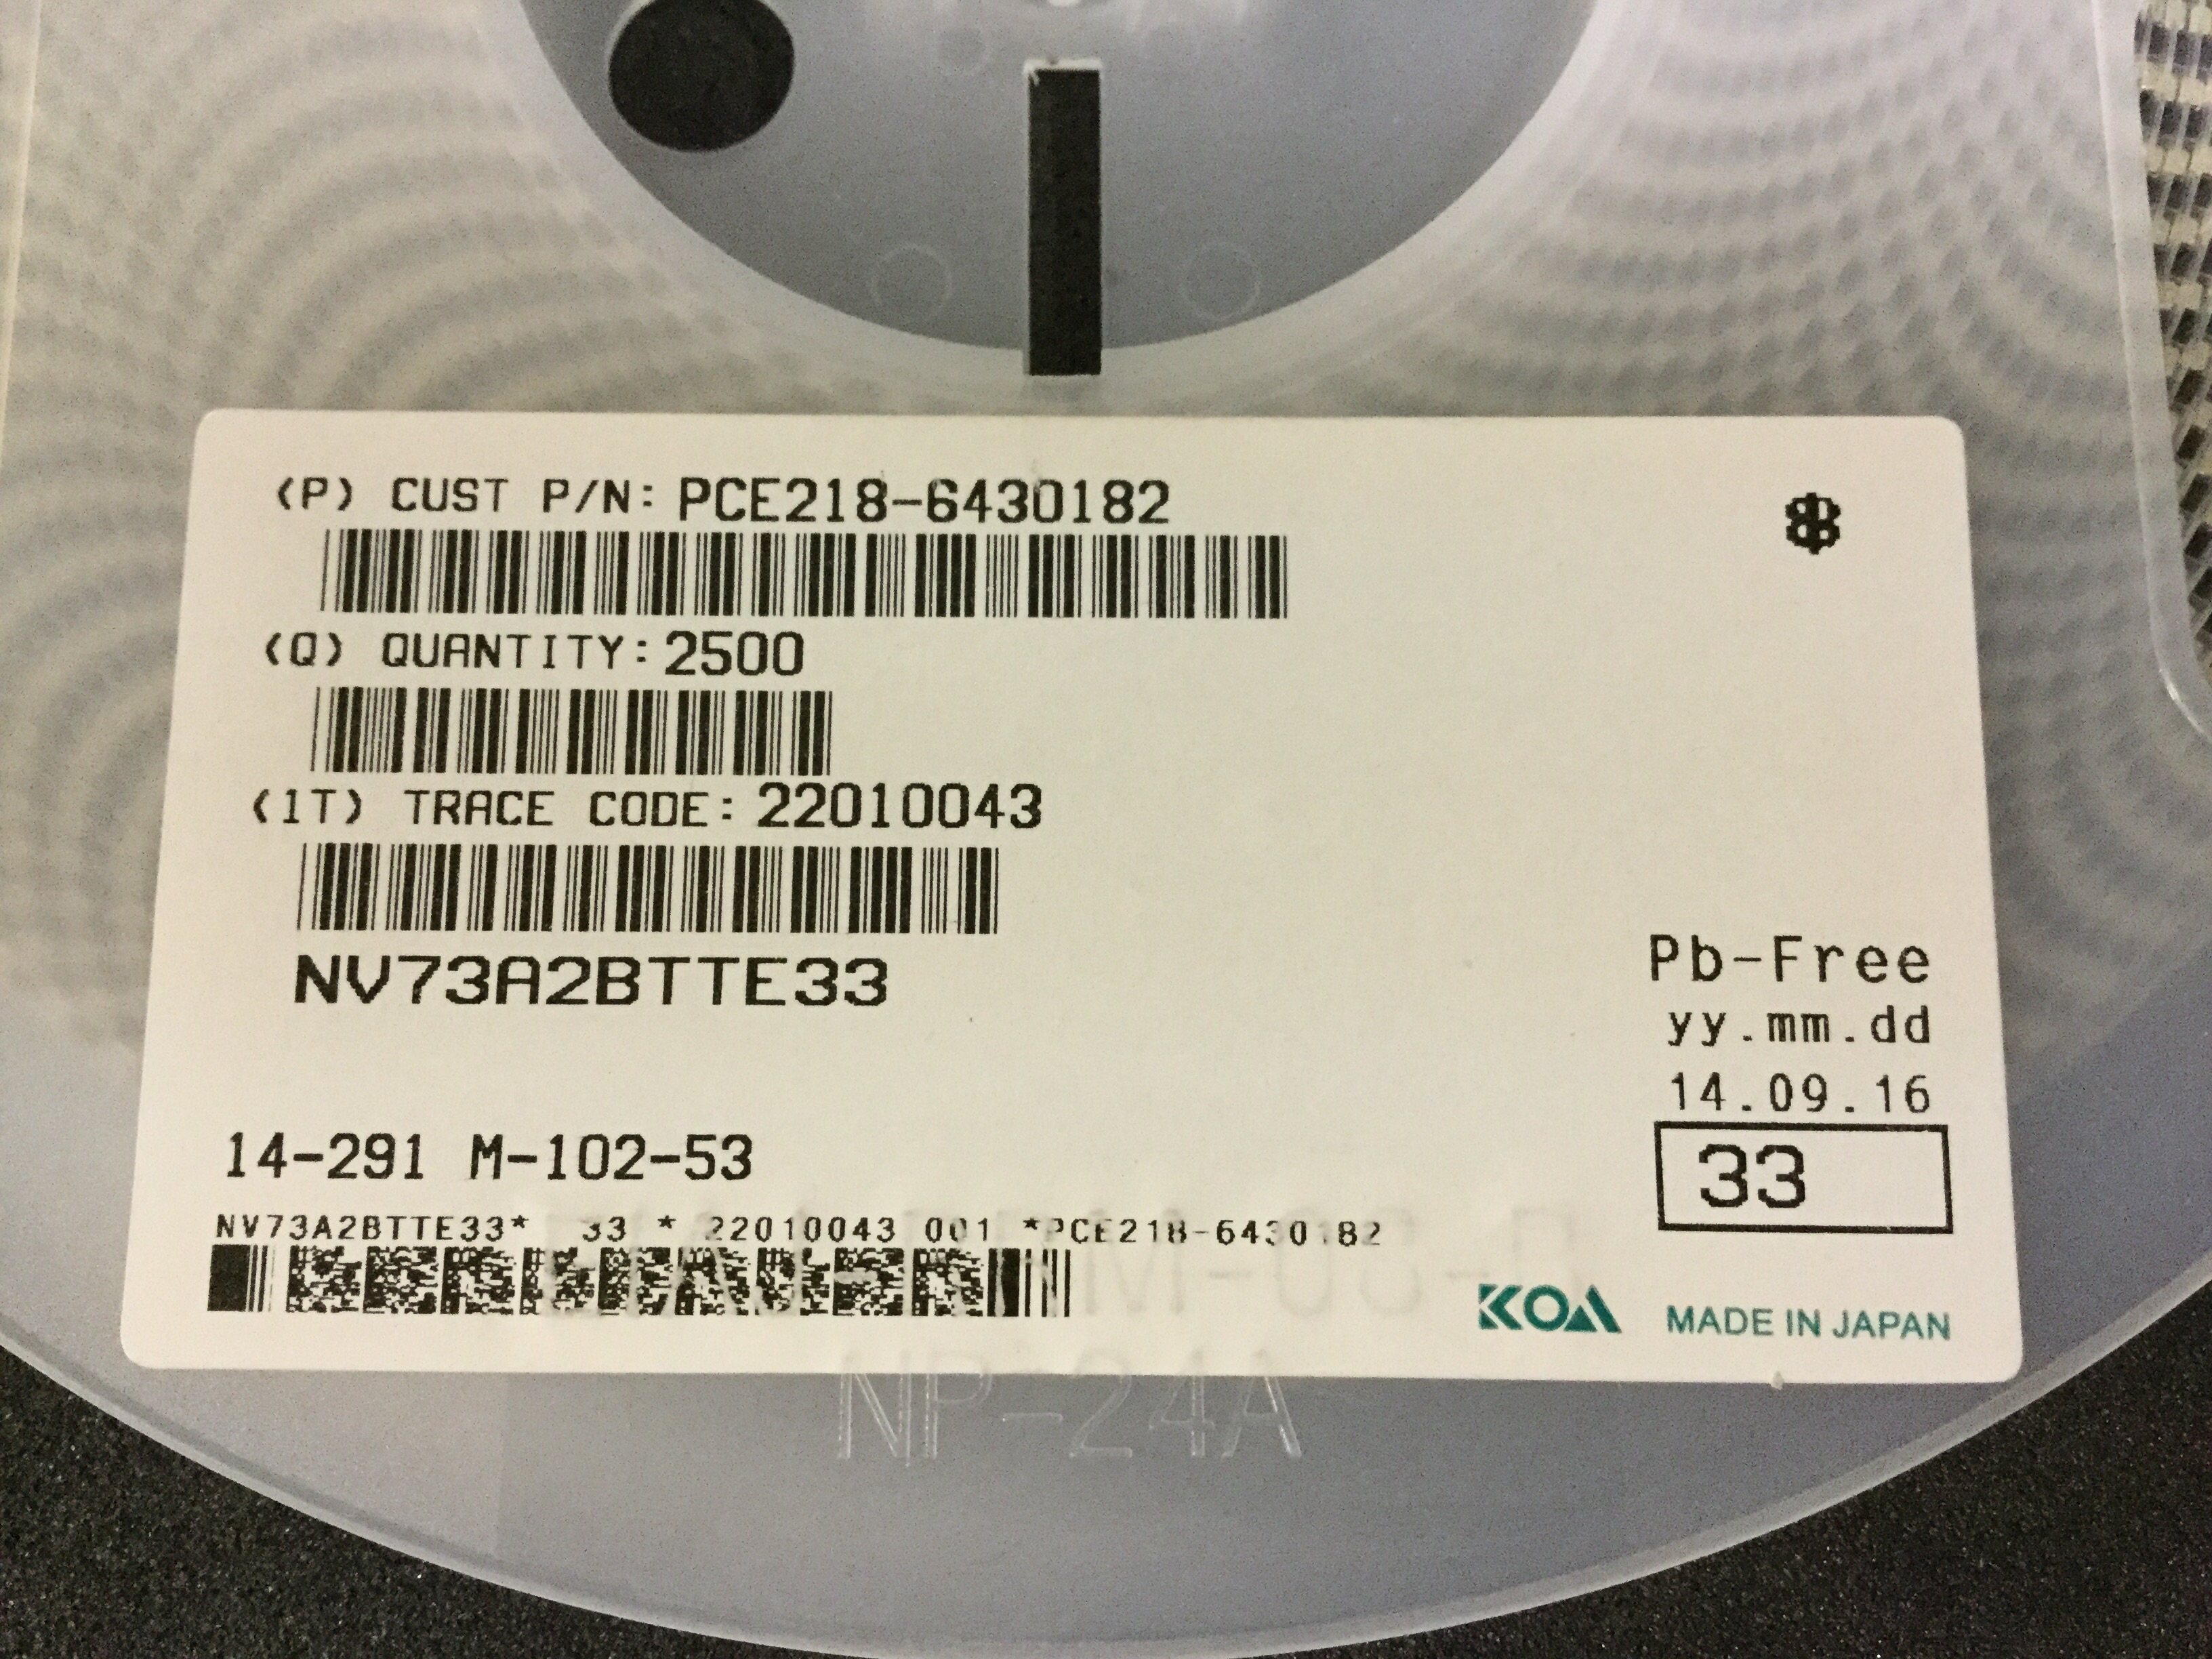 (P) CUST P/N: PCE218-6430182
(Q) QUANTITY: 2500
(1T) TRACE CODE: 22010043
NV73A2BTTE33
Pb-Free
yy.mm.dd
14.09.16
33
14-291 M-102-53
NV73A2BTTE33* 33 * 22010043 001 *PCE218-6430182
KOA MADE IN JAPAN
NP-24A